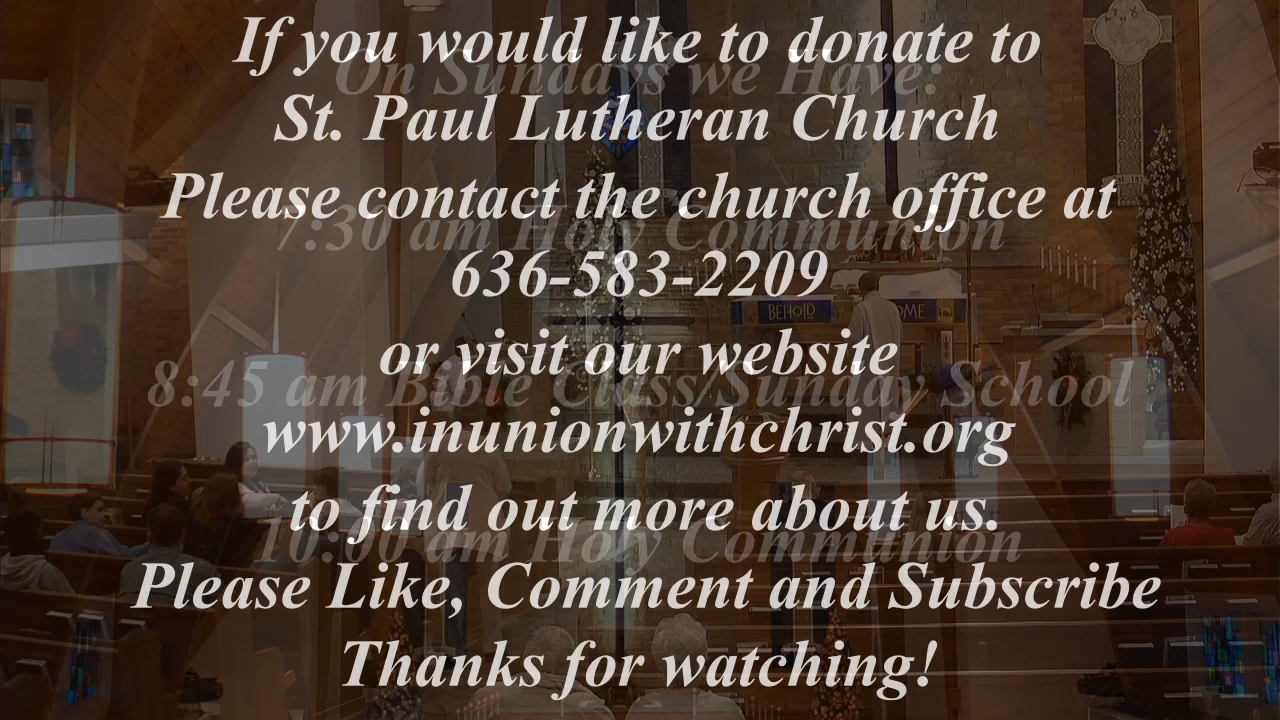 If you would like to donate to
On Sundays we Have:
St. Paul Lutheran Church
Please contact the church office at
7:30 am Holy Communion
636-583-2209
BEHOLD
OME
or visit our website
8:45 am Bible Class/Sunday School
www.inunionwithchrist.org
to find out more about us.
10:00 am Holy Communion
Please Like, Comment and Subscribe
Thanks for watching!